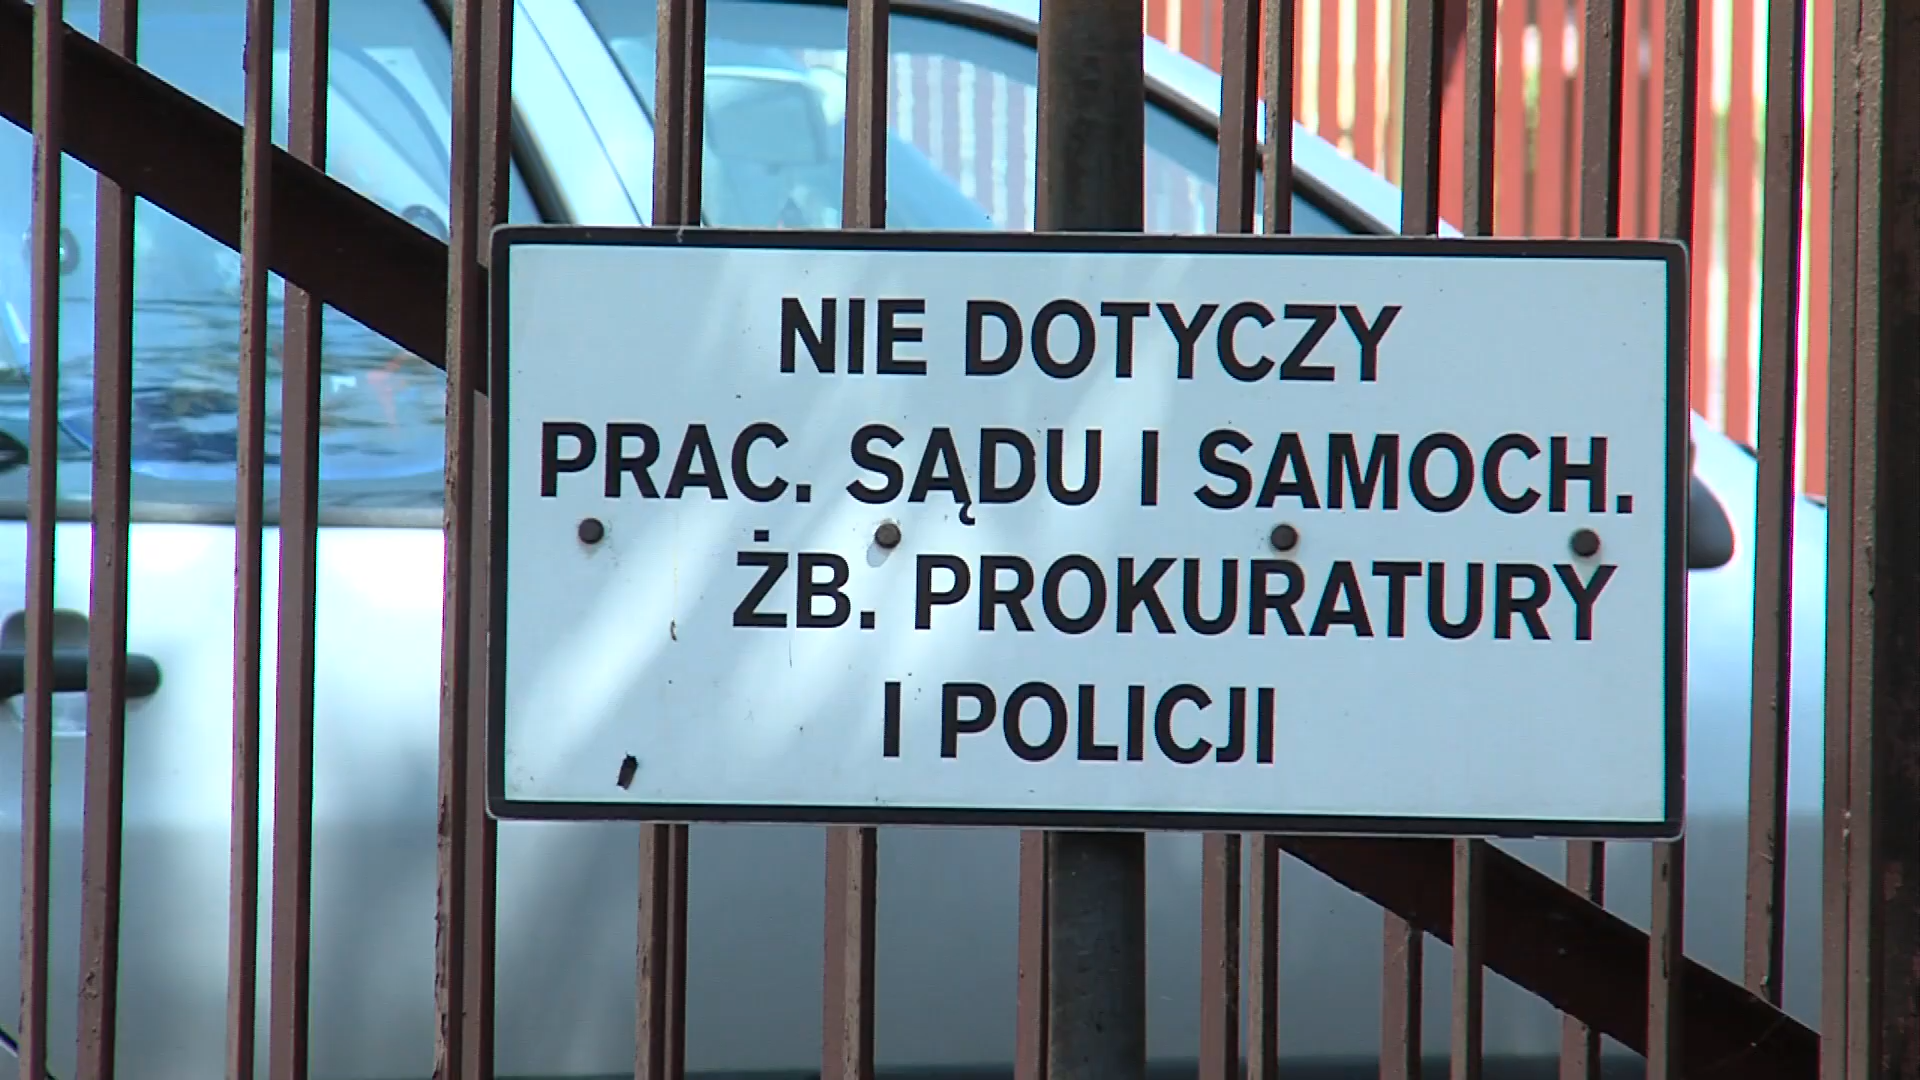 NIE DOTYCZY
PRAC. SĄDU I SAMOCH.
ŻB. PROKURATURY
I POLICJI